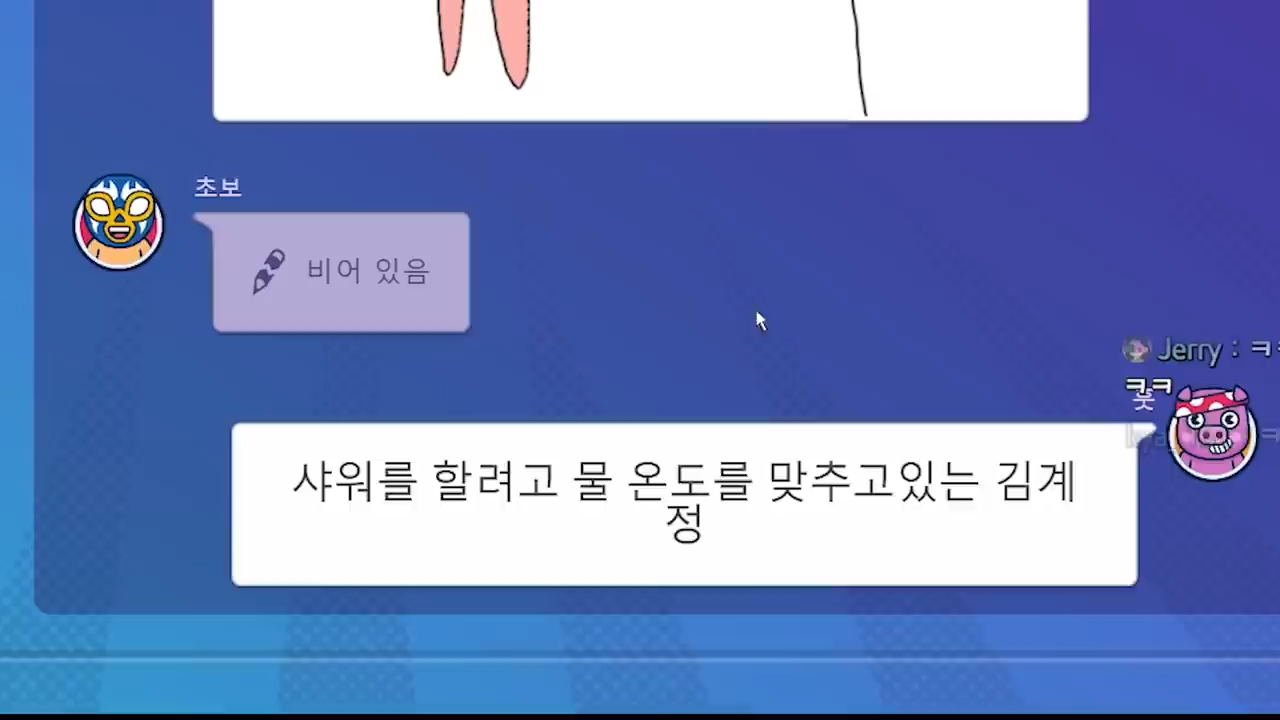 초보
비어 있음
Jerry : ㅋ
ㅋㅋ
풋
샤워를 할려고 물 온도를 맞추고있는 김계
정